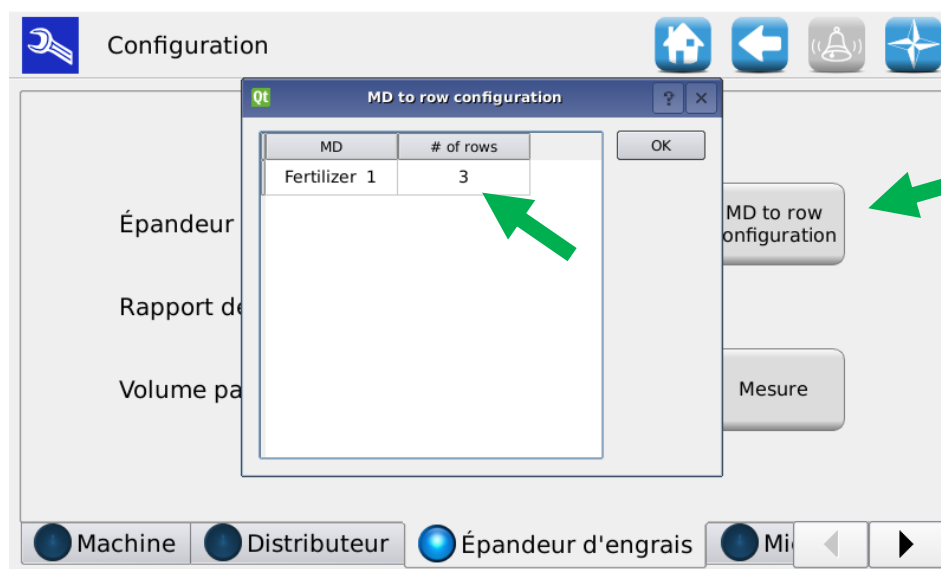 Configuration
Qt MD to row configuration ? ×
MD # of rows OK
Fertilizer 1 3
Épandeur
MD to row
onfiguration
Rapport de
Volume pa
Mesure
Machine Distributeur Épandeur d'engrais Mi